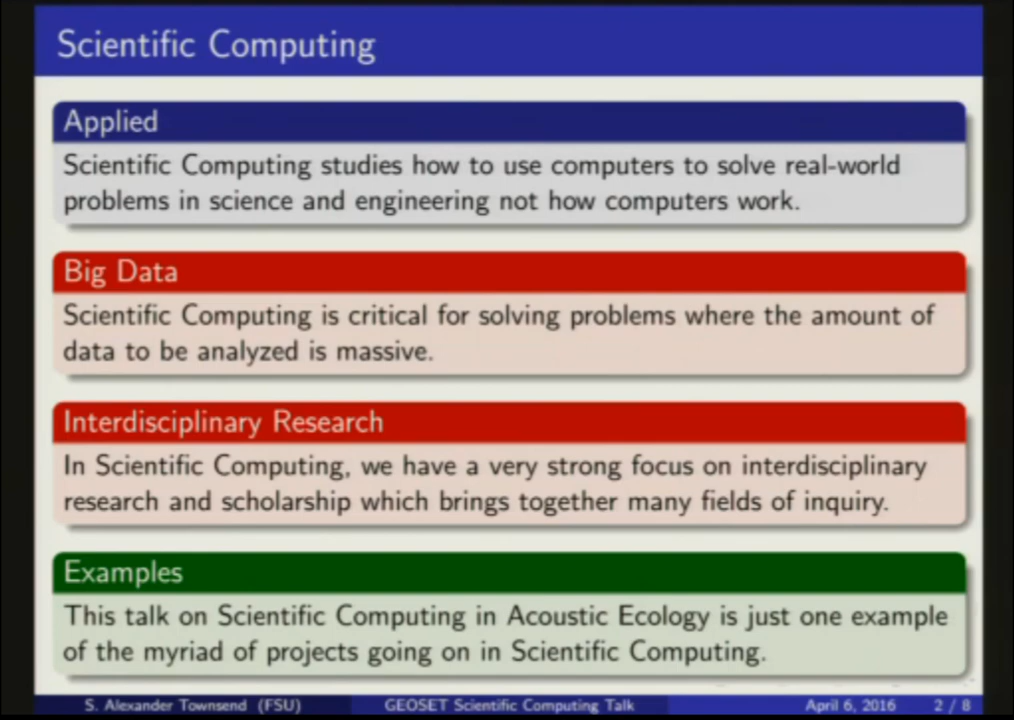 Scientific Computing
Applied
Scientific Computing studies how to use computers to solve real-world
problems in science and engineering not how computers work.
Big Data
Scientific Computing is critical for solving problems where the amount of
data to be analyzed is massive.
Interdisciplinary Research
In Scientific Computing, we have a very strong focus on interdisciplinary
research and scholarship which brings together many fields of inquiry.
Examples
This talk on Scientific Computing in Acoustic Ecology is just one example
of the myriad of projects going on in Scientific Computing.
S. Alexander Townsend (FSU) GEOSET Scientific Computing Talk April 6, 2016 2 / 8